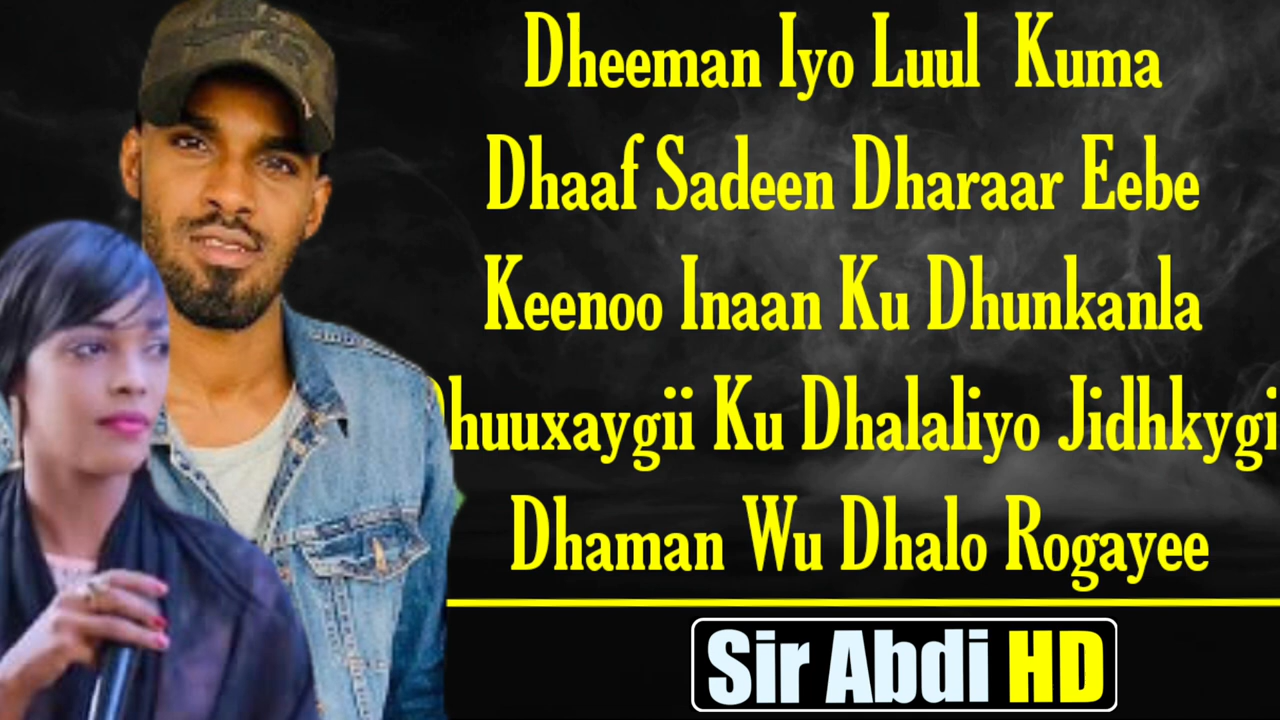 Dheeman Iyo Luul Kuma
Dhaaf Sadeen Dharaar Eebe
Keenoo Inaan Ku Dhunkanla
Dhuuxaygii Ku Dhalaliyo Jidhkygi
Dhaman Wu Dhalo Rogayee
Sir Abdi HD